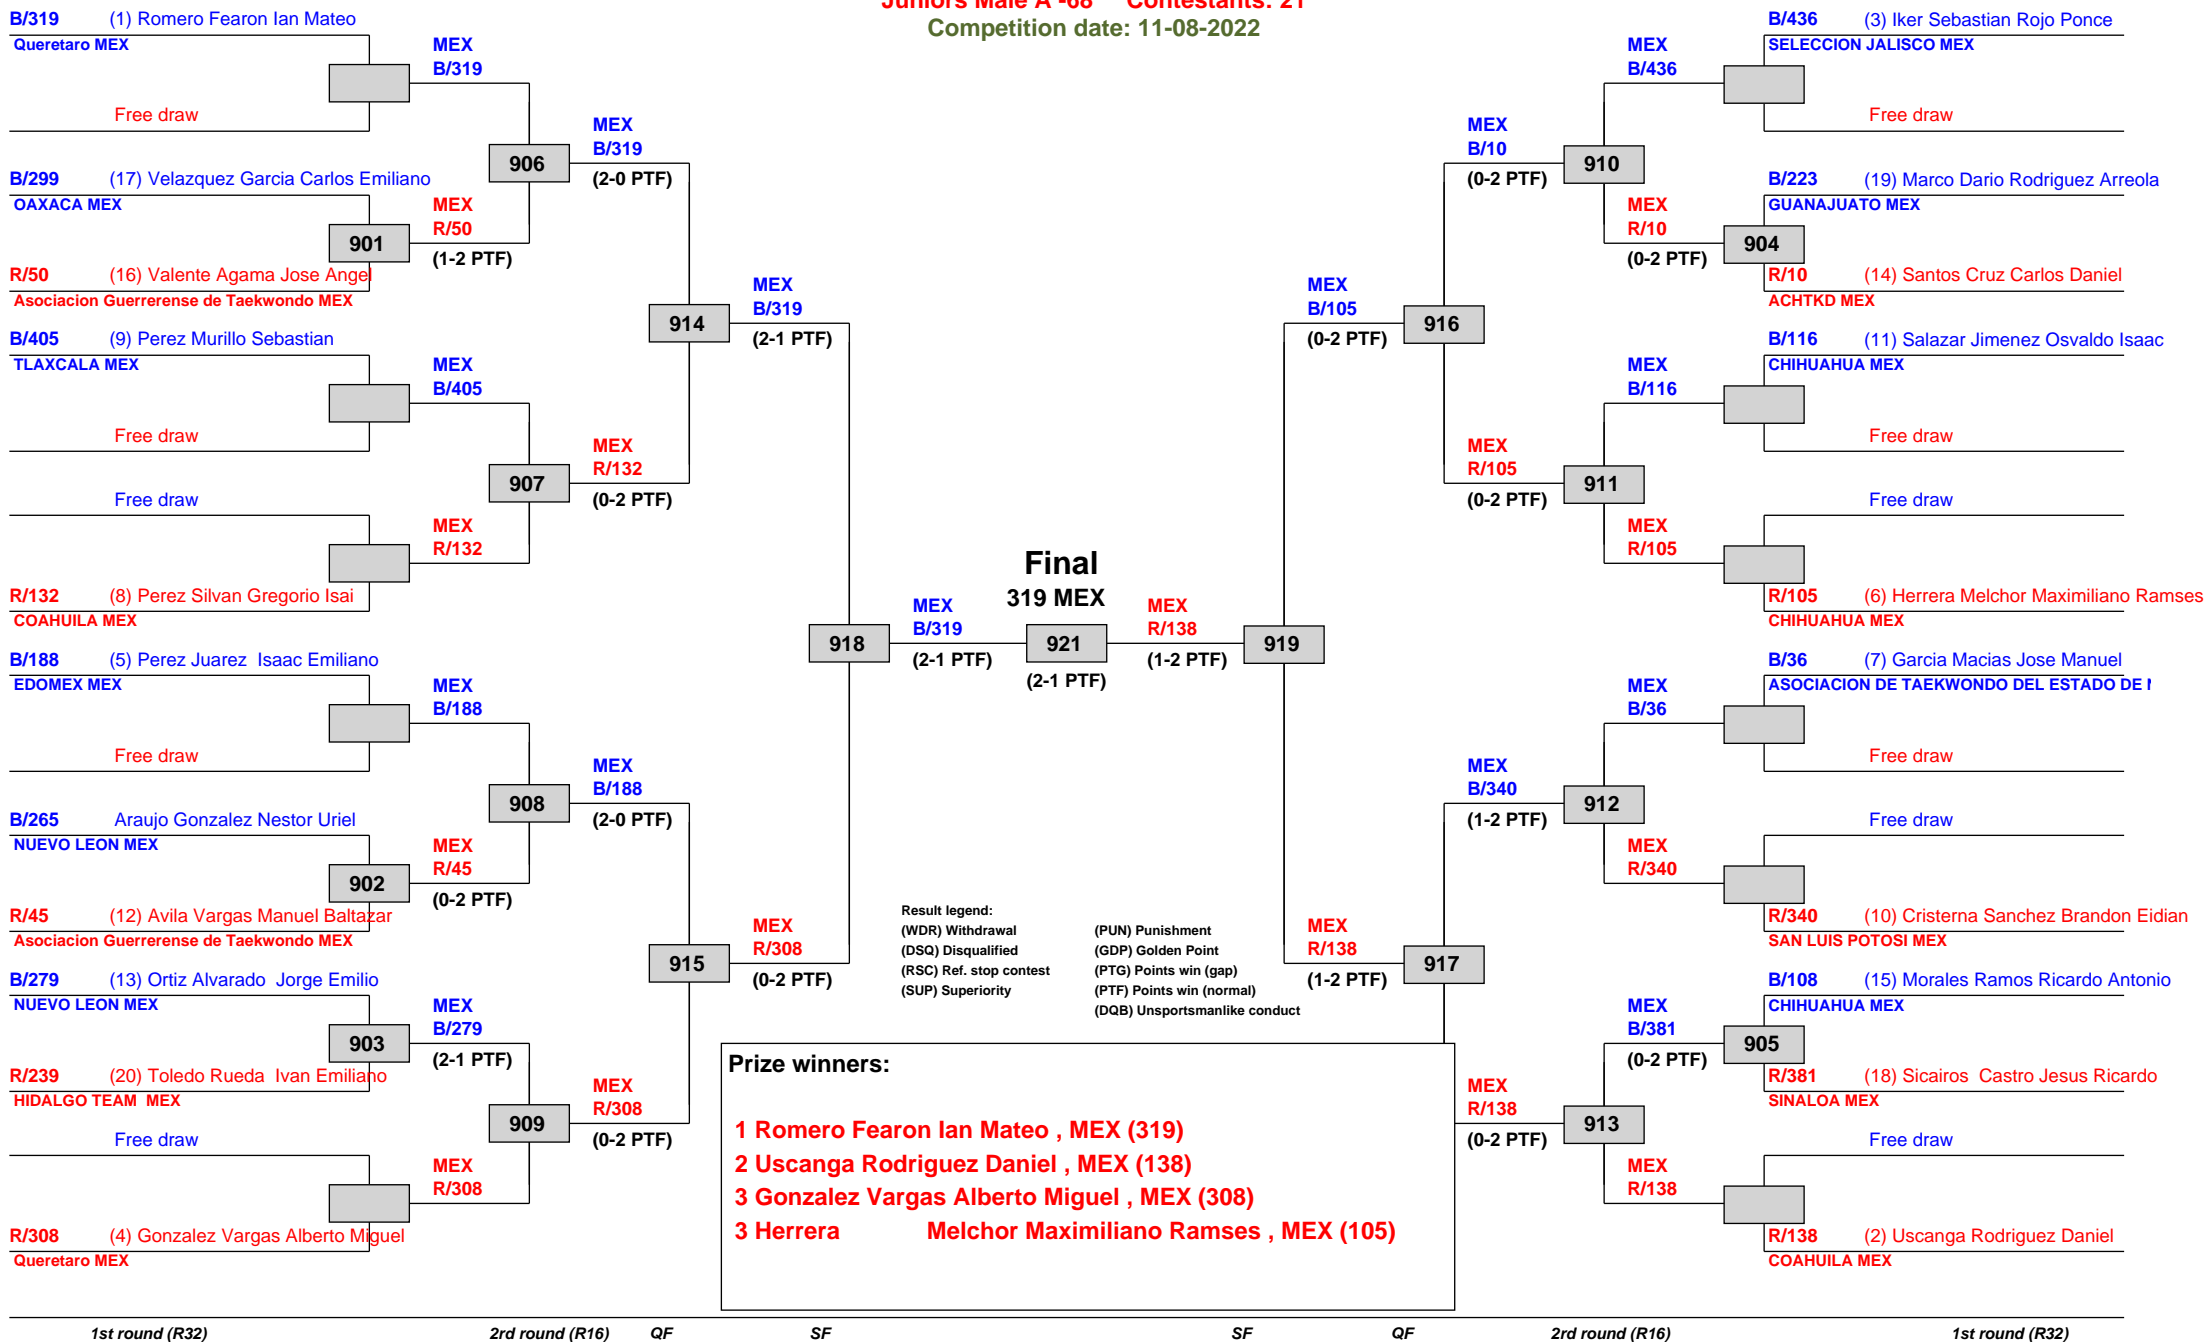 Juniors Male A -68 Contestants: 21
Competition date: 11-08-2022
B/319 (1) Romero Fearon Ian Mateo
Queretaro MEX
Free draw
B/299 (17) Velazquez Garcia Carlos Emiliano
OAXACA MEX
901
R/50 (16) Valente Agama Jose Angel
Asociacion Guerrerense de Taekwondo MEX
B/405 (9) Perez Murillo Sebastian
TLAXCALA MEX
Free draw
Free draw
R/132 (8) Perez Silvan Gregorio Isai
COAHUILA MEX
B/188 (5) Perez Juarez Isaac Emiliano
EDOMEX MEX
Free draw
B/265 Araujo Gonzalez Nestor Uriel
NUEVO LEON MEX
902
R/45 (12) Avila Vargas Manuel Baltazar
Asociacion Guerrerense de Taekwondo MEX
B/279 (13) Ortiz Alvarado Jorge Emilio
NUEVO LEON MEX
903
R/239 (20) Toledo Rueda Ivan Emiliano
HIDALGO TEAM MEX
Free draw
R/308 (4) Gonzalez Vargas Alberto Miguel
Queretaro MEX
MEX
B/319
906
MEX
R/50
(1-2 PTF)
MEX
B/405
907
MEX
R/132
MEX
B/188
908
MEX
R/45
(0-2 PTF)
MEX
B/279
(2-1 PTF)
909
MEX
R/308
MEX
B/319
(2-0 PTF)
914
MEX
R/132
(0-2 PTF)
MEX
B/188
(2-0 PTF)
915
MEX
R/308
(0-2 PTF)
MEX
B/319
(2-1 PTF)
918
MEX
R/308
(0-2 PTF)
MEX
B/319
(2-1 PTF)
Final
319 MEX
921
(2-1 PTF)
MEX
R/138
(1-2 PTF)
919
MEX
B/105
(0-2 PTF)
916
MEX
R/138
(1-2 PTF)
917
MEX
B/10
(0-2 PTF)
910
MEX
R/105
(0-2 PTF)
911
MEX
B/340
(1-2 PTF)
912
MEX
R/138
(0-2 PTF)
913
MEX
B/436
MEX
R/10
(0-2 PTF)
MEX
B/116
MEX
R/105
MEX
B/36
MEX
R/340
MEX
B/381
(0-2 PTF)
MEX
R/138
B/436 (3) Iker Sebastian Rojo Ponce
SELECCION JALISCO MEX
Free draw
B/223 (19) Marco Dario Rodriguez Arreola
GUANAJUATO MEX
904
R/10 (14) Santos Cruz Carlos Daniel
ACHTKD MEX
B/116 (11) Salazar Jimenez Osvaldo Isaac
CHIHUAHUA MEX
Free draw
Free draw
R/105 (6) Herrera Melchor Maximiliano Ramses
CHIHUAHUA MEX
B/36 (7) Garcia Macias Jose Manuel
ASOCIACION DE TAEKWONDO DEL ESTADO DE
Free draw
Free draw
R/340 (10) Cristerna Sanchez Brandon Eidian
SAN LUIS POTOSI MEX
B/108 (15) Morales Ramos Ricardo Antonio
CHIHUAHUA MEX
905
R/381 (18) Sicairos Castro Jesus Ricardo
SINALOA MEX
Free draw
R/138 (2) Uscanga Rodriguez Daniel
COAHUILA MEX
Result legend:
(WDR) Withdrawal
(DSQ) Disqualified
(RSC) Ref. stop contest
(SUP) Superiority
(PUN) Punishment
(GDP) Golden Point
(PTG) Points win (gap)
(PTF) Points win (normal)
(DQB) Unsportsmanlike conduct
Prize winners:
1 Romero Fearon Ian Mateo , MEX (319)
2 Uscanga Rodriguez Daniel , MEX (138)
3 Gonzalez Vargas Alberto Miguel , MEX (308)
3 Herrera Melchor Maximiliano Ramses , MEX (105)
1st round (R32) 2rd round (R16) QF SF SF QF 2rd round (R16) 1st round (R32)